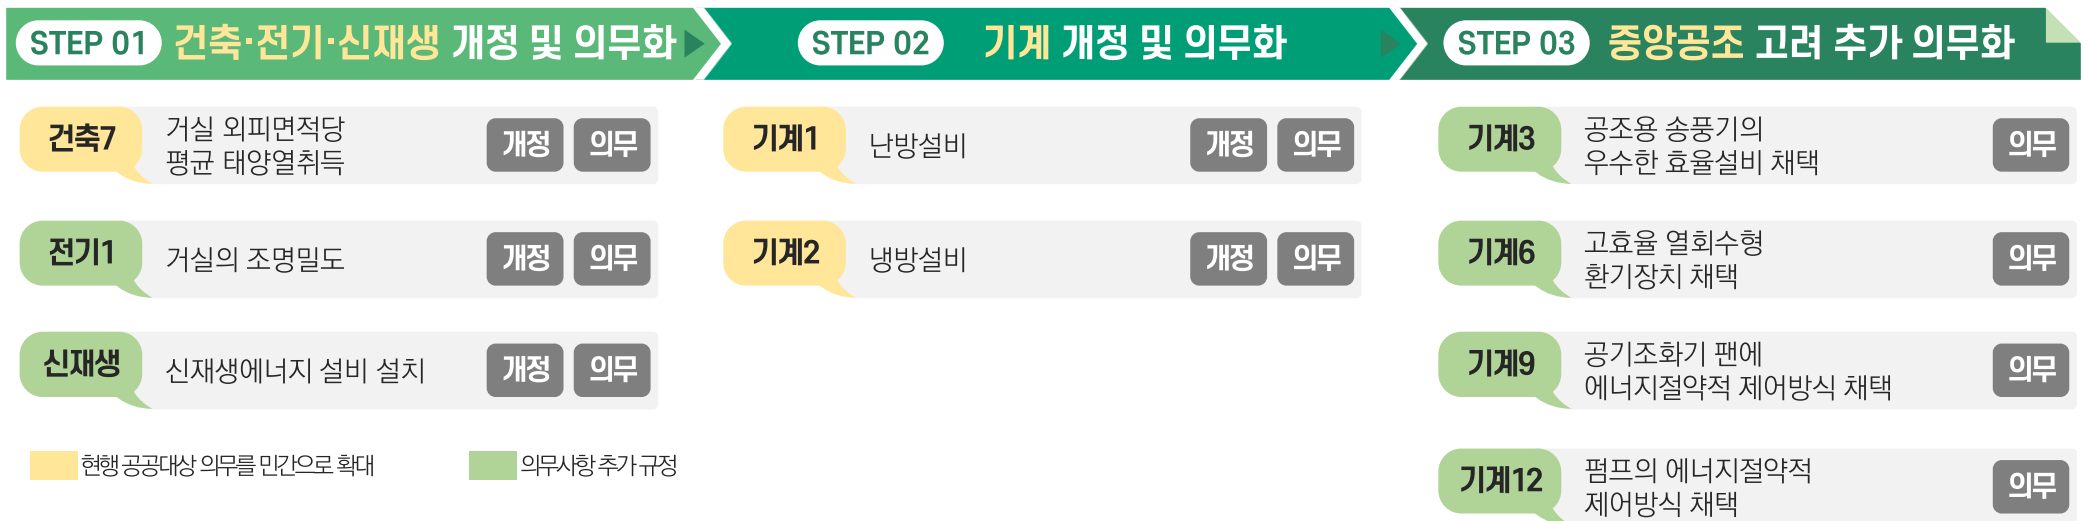 STEP 01 건축·전기·신재생 개정 및 의무화
건축7
거실 외피면적당
평균 태양열취득
개정 의무
전기1
거실의 조명밀도
개정 의무
신재생
신재생에너지 설비 설치
개정 의무
현행 공공대상 의무를 민간으로 확대
의무사항 추가 규정
STEP 02 기계 개정 및 의무화
기계1
난방설비
개정 의무
기계2
냉방설비
개정 의무
STEP 03 중앙공조 고려 추가 의무화
기계3
공조용 송풍기의
우수한 효율설비 채택
의무
기계6
고효율 열회수형
환기장치 채택
의무
기계9
공기조화기 팬에
에너지절약적 제어방식 채택
의무
기계12
펌프의 에너지절약적
제어방식 채택
의무